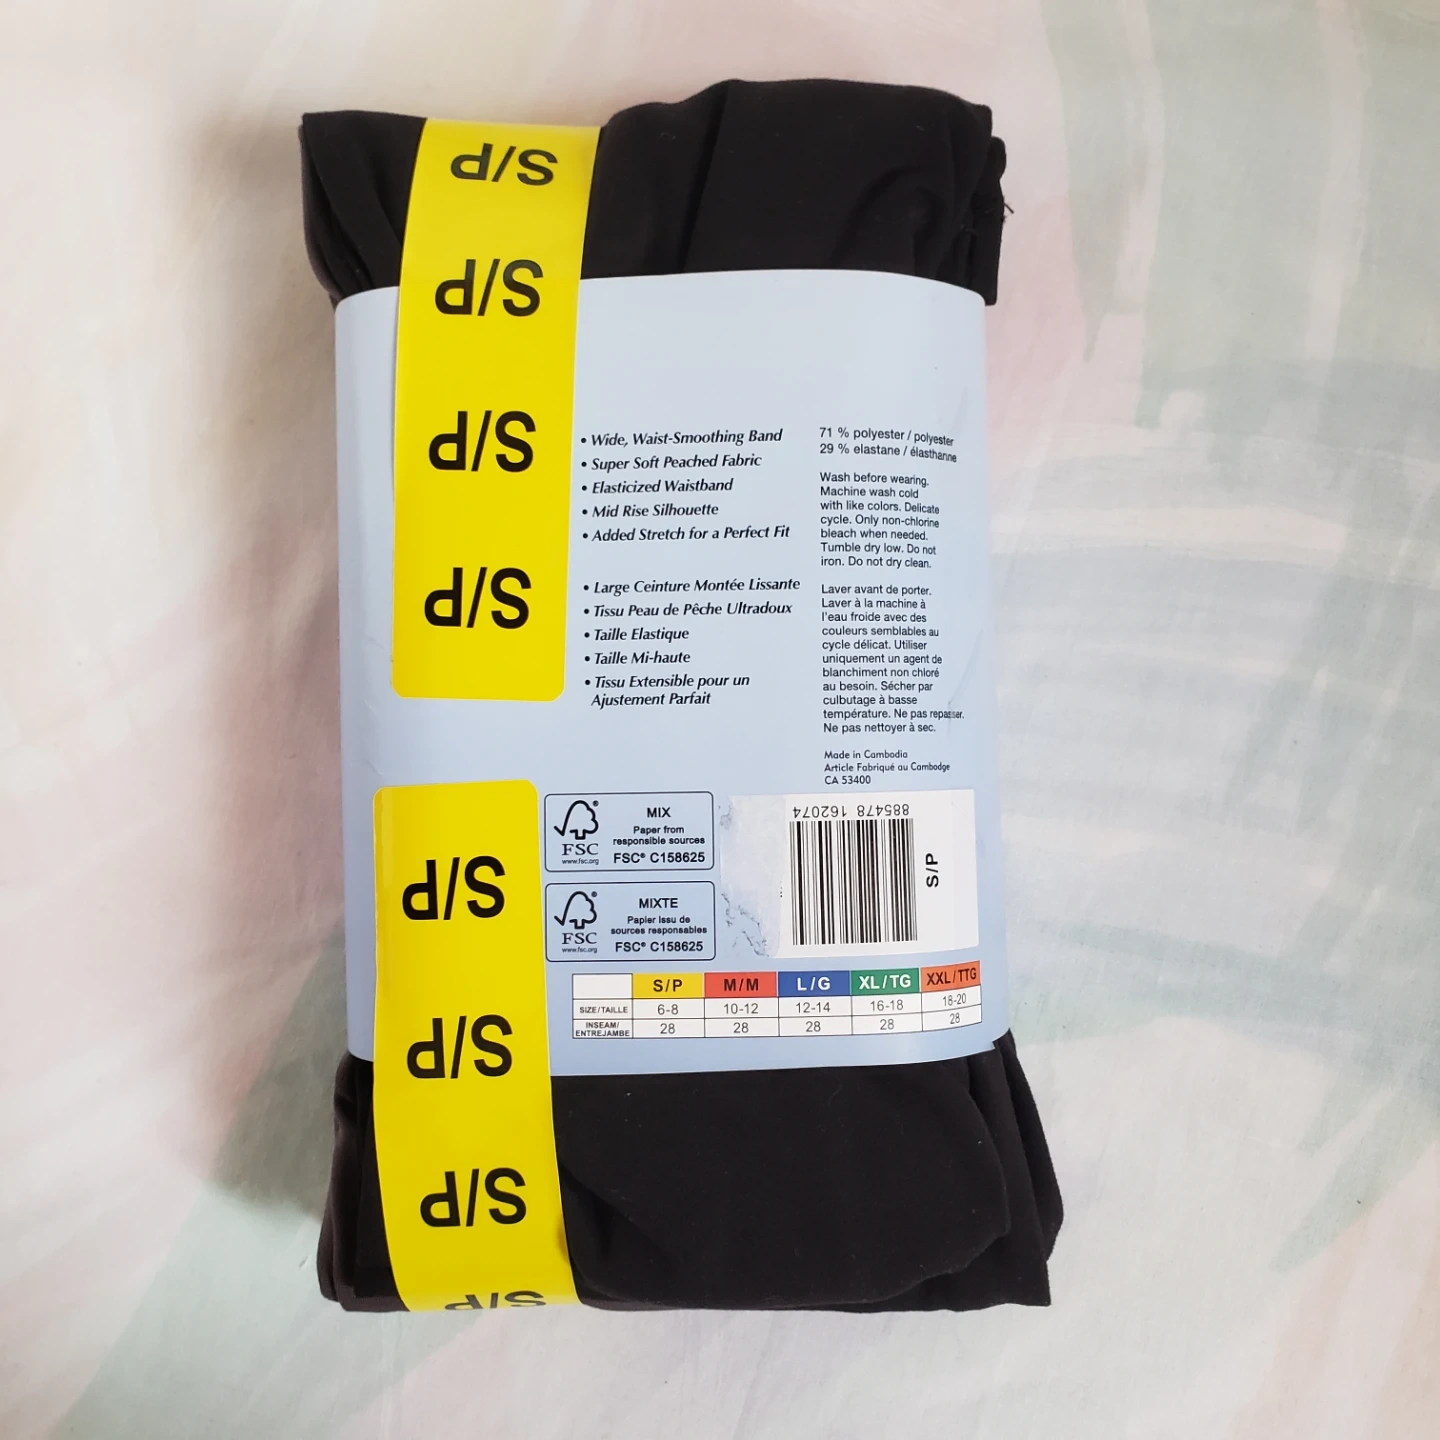 S/P
S/P
S/P
S/P
• Wide, Waist-Smoothing Band
• Super Soft Peached Fabric
• Elasticized Waistband
• Mid Rise Silhouette
• Added Stretch for a Perfect Fit
• Large Ceinture Montée Lissante
• Tissu Peau de Pêche Ultradoux
• Taille Elastique
• Taille Mi-haute
• Tissu Extensible pour un
Ajustement Parfait
71 % polyester / polyester
29 % elastane / élasthanne
Wash before wearing.
Machine wash cold
with like colors. Delicate
cycle. Only non-chlorine
bleach when needed.
Tumble dry low. Do not
iron. Do not dry clean.
Laver avant de porter.
Laver à la machine à
l'eau froide avec des
couleurs semblables au
cycle délicat. Utiliser
uniquement un agent de
blanchiment non chloré
au besoin. Sécher par
culbutage à basse
température. Ne pas repasser.
Ne pas nettoyer à sec.
Made in Cambodia
Article Fabriqué au Cambodge
CA 53400
S/P
S/P
S/P
S/P
FSC®
www.fsc.org
MIX
Paper from
responsible sources
FSC® C158625
FSC®
www.fsc.org
MIXTE
Papier issu de
sources responsables
FSC® C158625
885478 162074
S/P
S/P M/M L/G XL/TG XXL/TTG
SIZE/TAILLE 6-8 10-12 12-14 16-18 18-20
INSEAM/
ENTREJAMBE 28 28 28 28 28